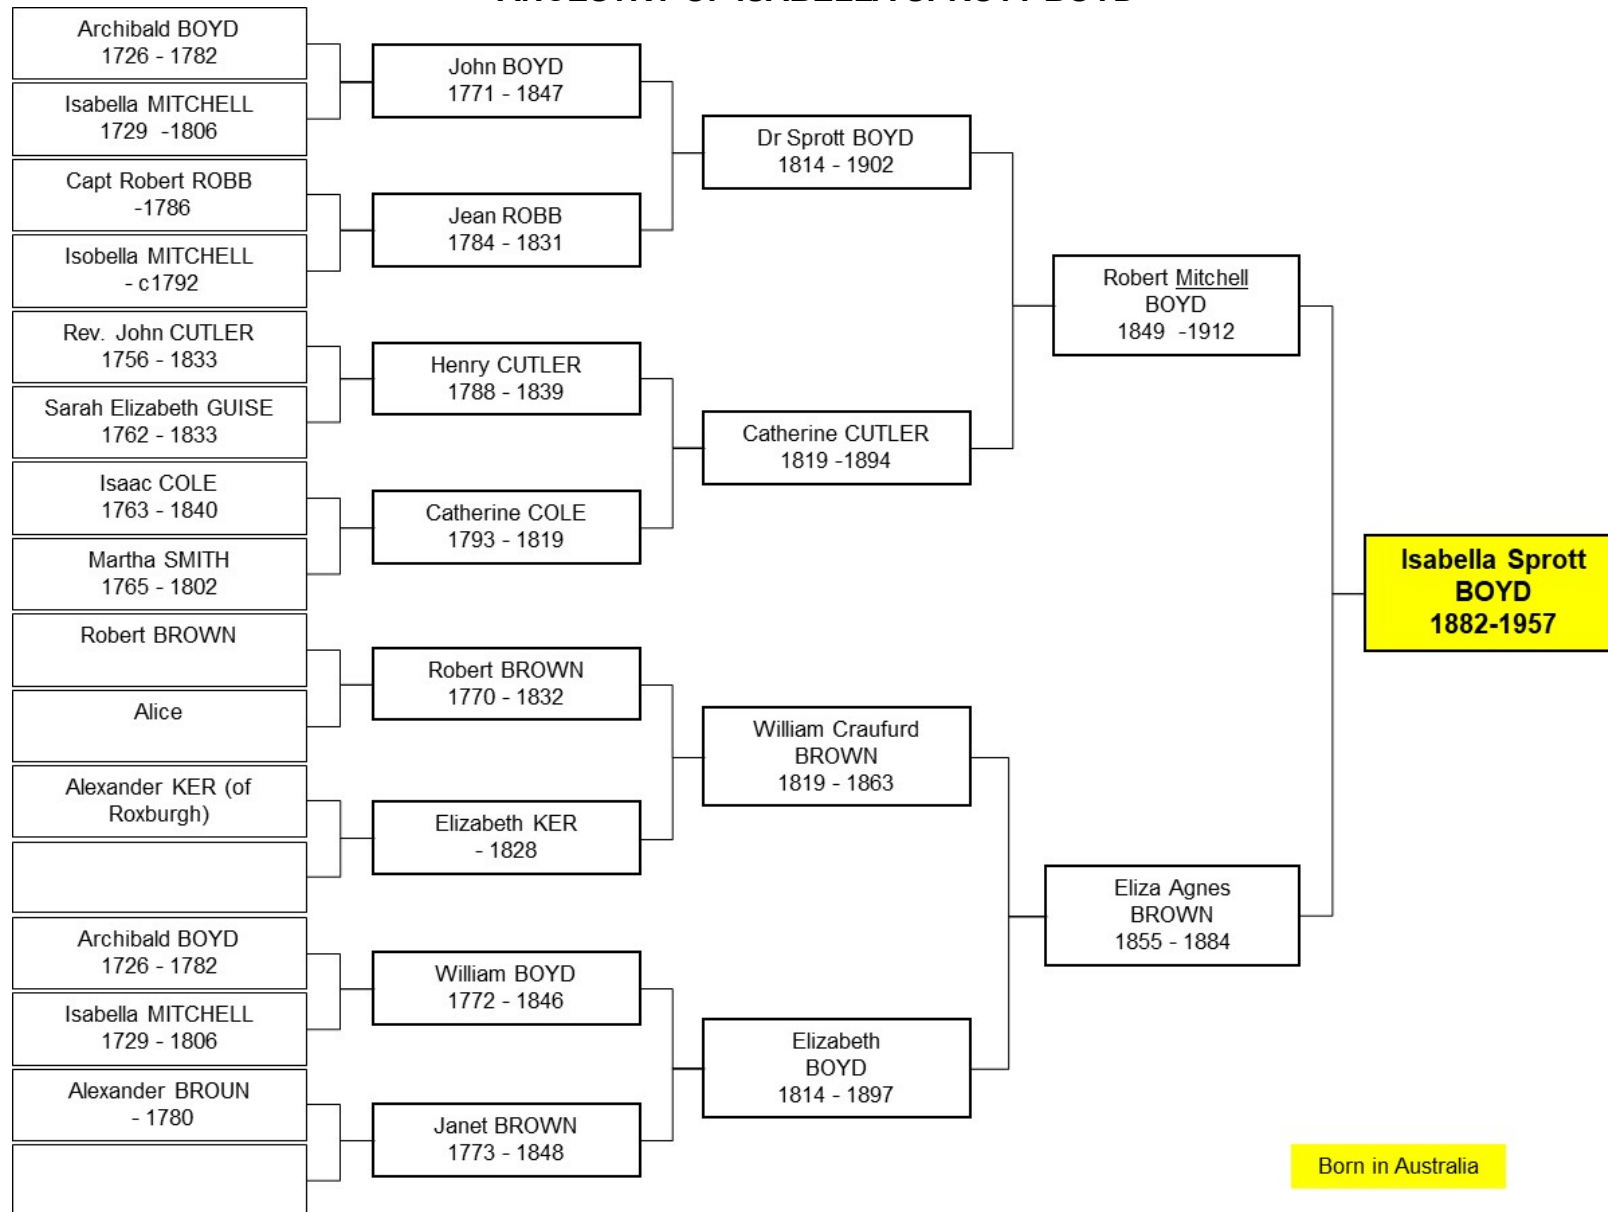 ANCESTRY OF ISABELLA SPROTT BOYD
Archibald BOYD
1726 - 1782
Isabella MITCHELL
1729 -1806
Capt Robert ROBB
-1786
Isobella MITCHELL
- c1792
Rev. John CUTLER
1756 - 1833
Sarah Elizabeth GUISE
1762 - 1833
Isaac COLE
1763 - 1840
Martha SMITH
1765 - 1802
Robert BROWN
Alice
Alexander KER (of
Roxburgh)
Archibald BOYD
1726 - 1782
Isabella MITCHELL
1729 - 1806
Alexander BROUN
- 1780
John BOYD
1771 - 1847
Jean ROBB
1784 - 1831
Henry CUTLER
1788 - 1839
Catherine COLE
1793 - 1819
Robert BROWN
1770 - 1832
Elizabeth KER
- 1828
William BOYD
1772 - 1846
Janet BROWN
1773 - 1848
Dr Sprott BOYD
1814 - 1902
Catherine CUTLER
1819 -1894
William Craufurd
BROWN
1819 - 1863
Elizabeth
BOYD
1814 - 1897
Robert Mitchell
BOYD
1849 -1912
Eliza Agnes
BROWN
1855 - 1884
Isabella Sprott
BOYD
1882-1957
Born in Australia